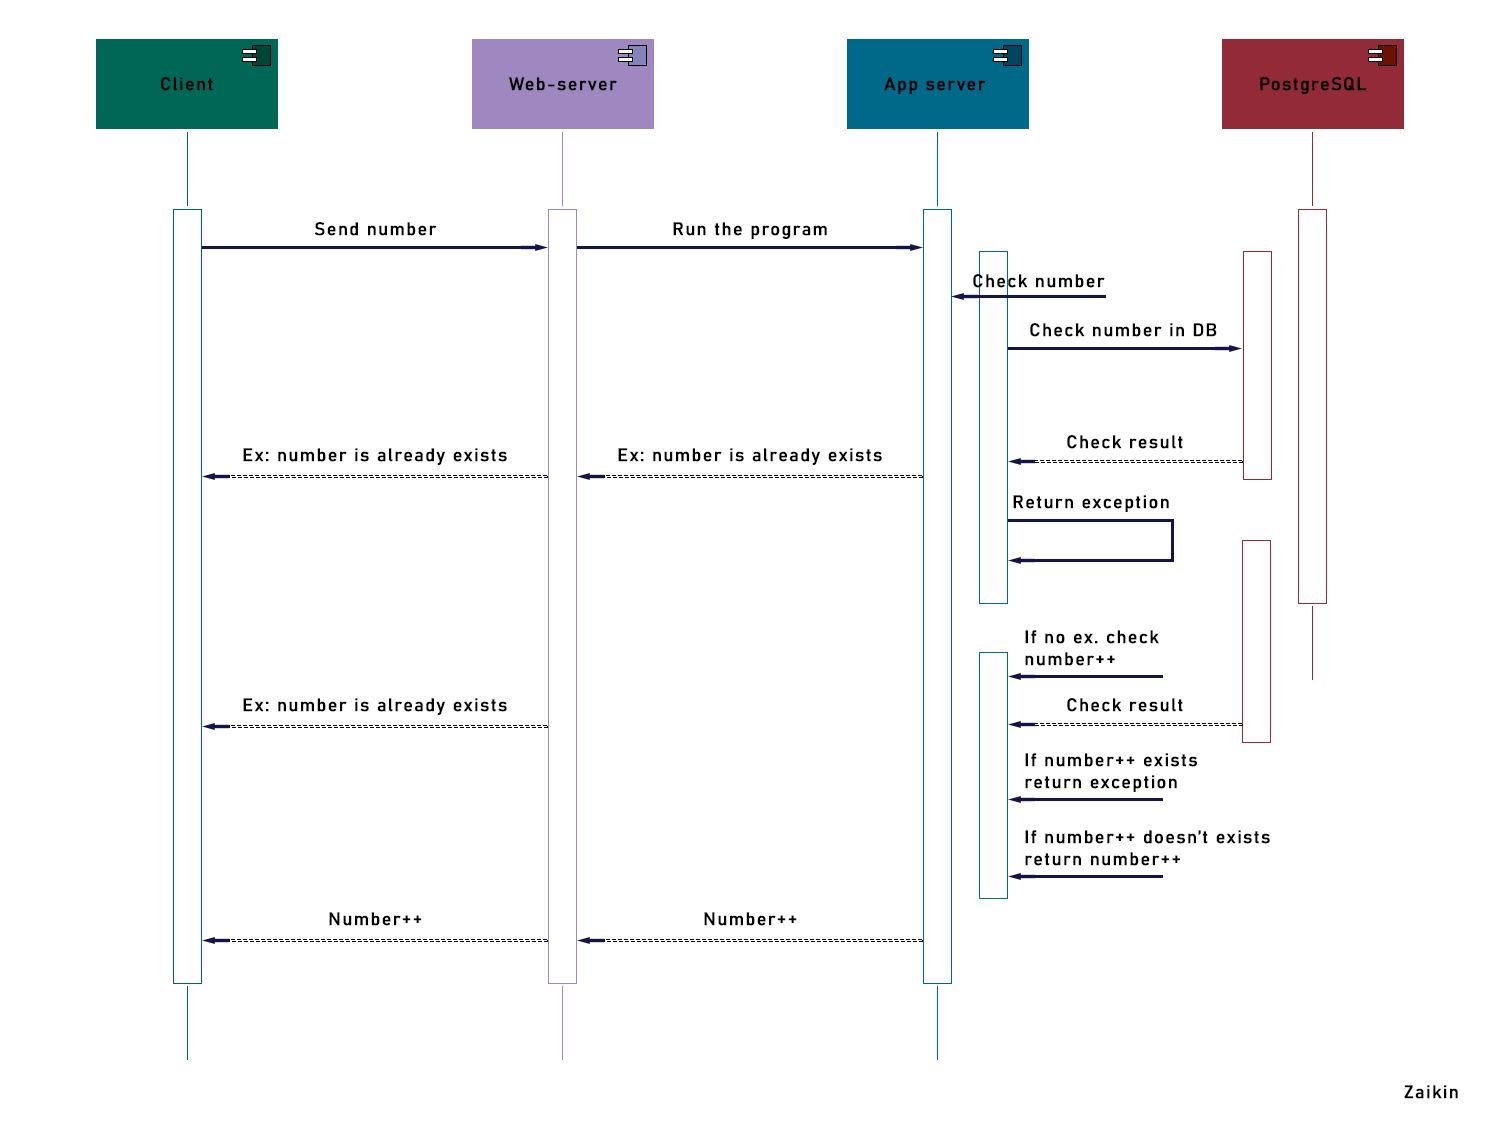 Client
Web-server
App server
PostgreSQL
Send number
Run the program
Check number
Check number in DB
Check result
Ex: number is already exists
Ex: number is already exists
Return exception
If no ex. check
number++
Ex: number is already exists
Check result
If number++ exists
return exception
If number++ doesn't exists
return number++
Number++
Number++
Zaikin